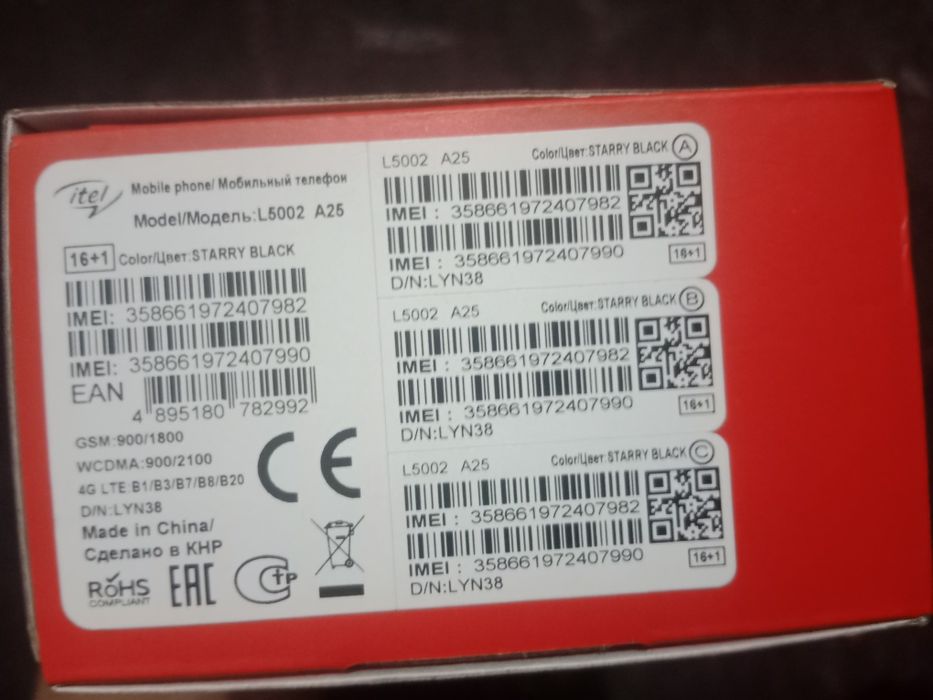 itel
Mobile phone/ Мобильный телефон
Model/Модель:L5002 A25
16+1 Color/Цвет:STARRY BLACK
IMEI: 358661972407982
IMEI: 358661972407990
EAN
4 895180 782992
GSM:900/1800
WCDMA:900/2100
4G LTE:B1/B3/B7/B8/B20
D/N:LYN38
Made in China/
Сделано в КНР
RoHS
COMPLIANT
EAC
CE
СТР
L5002 A25 Color/Цвет:STARRY BLACK A
IMEI : 358661972407982
IMEI : 358661972407990
16+1
D/N:LYN38
L5002 A25 Color/Цвет:STARRY BLACK B
IMEI : 358661972407982
IMEI : 358661972407990
16+1
D/N:LYN38
L5002 A25 Color/Цвет:STARRY BLACK C
IMEI : 358661972407982
IMEI : 358661972407990
16+1
D/N:LYN38